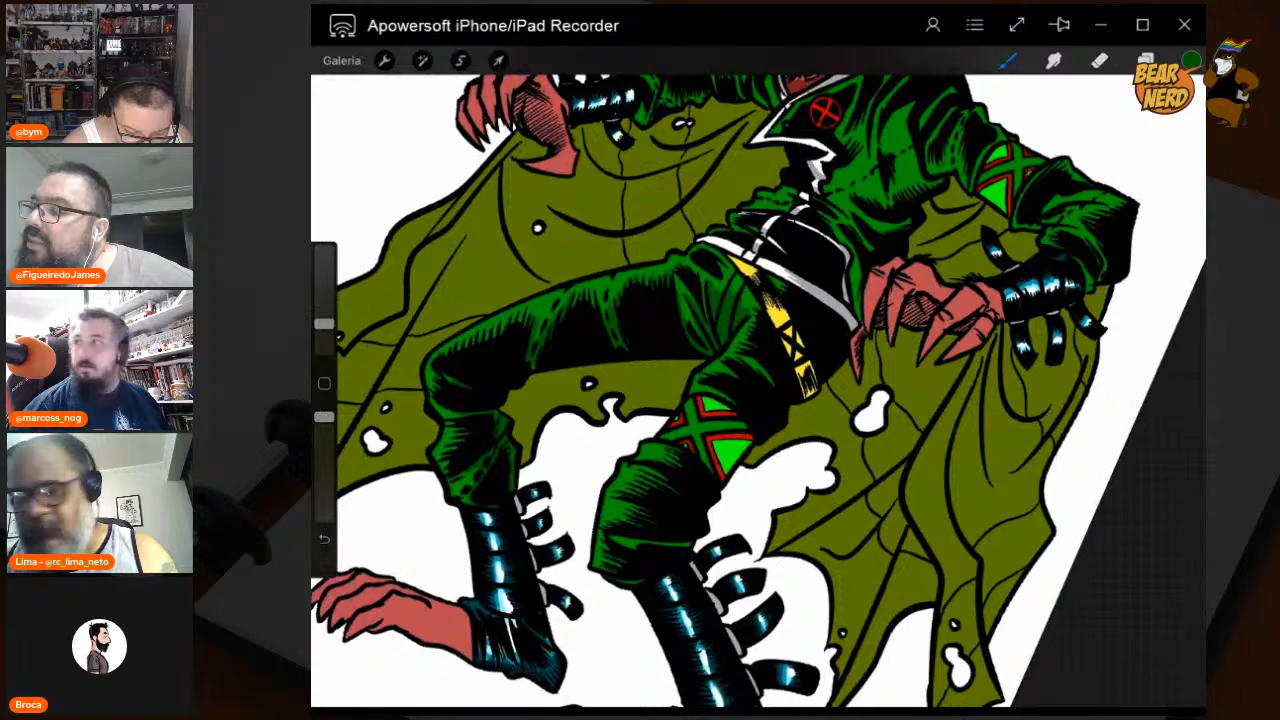 Apowersoft iPhone/iPad Recorder
Galeria
BEAR
NERD
@bym
@FigueiredoJames
@marcoss_nog
Lima - @rc_lima_neto
Broca